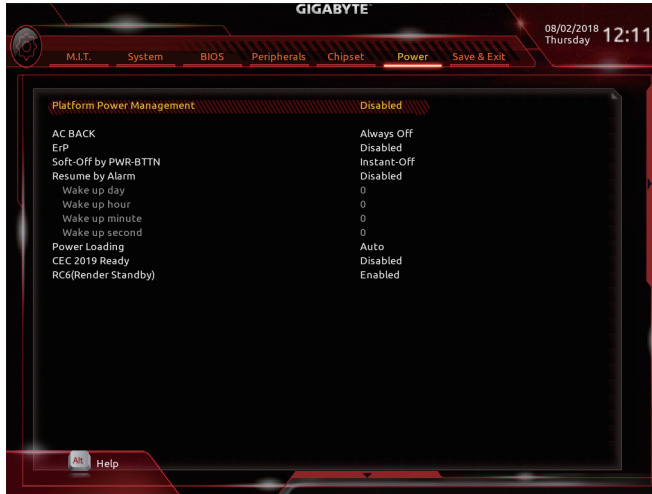 GIGABYTE™
08/02/2018 Thursday 12:11
M.I.T. System BIOS Peripherals Chipset Power Save & Exit
Platform Power Management Disabled
AC BACK Always Off
ErP Disabled
Soft-Off by PWR-BTTN Instant-Off
Resume by Alarm Disabled
Wake up day 0
Wake up hour 0
Wake up minute 0
Wake up second 0
Power Loading Auto
CEC 2019 Ready Disabled
RC6(Render Standby) Enabled
Alt Help